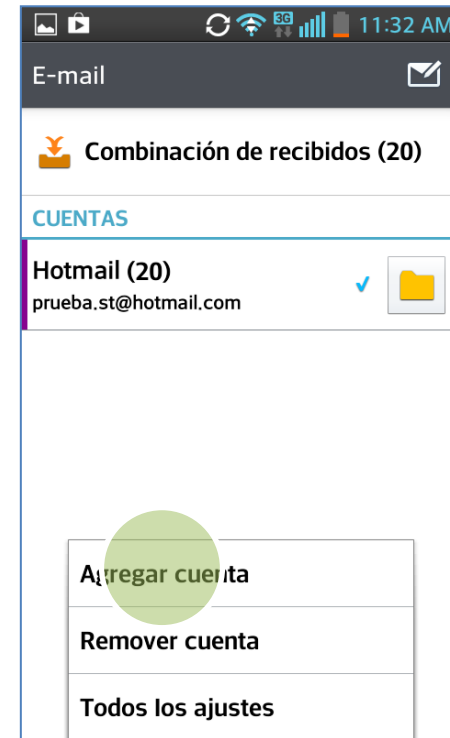 3G 11:32 AM
E-mail
Combinación de recibidos (20)
CUENTAS
Hotmail (20)
prueba.st@hotmail.com
Agregar cuenta
Remover cuenta
Todos los ajustes